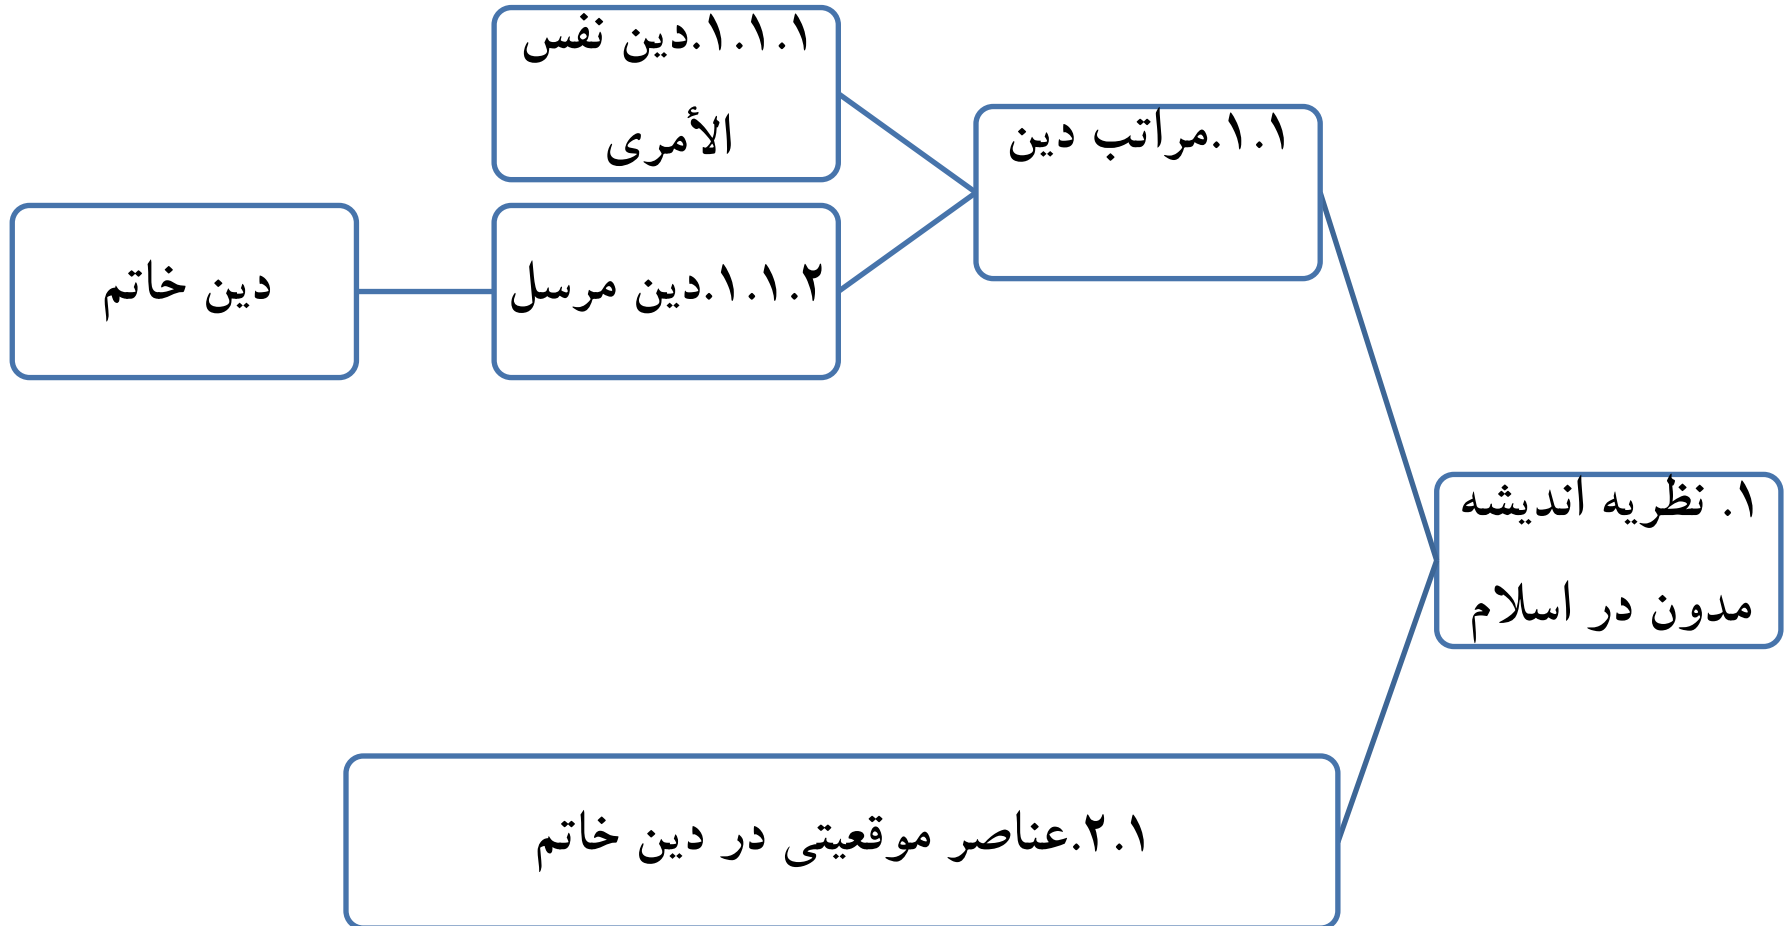 ۱. نظریه اندیشه
مدون در اسلام
۱.۱.مراتب دین
۱.۱.۱.دین نفس
الأمری
۱.۱.۲.دین مرسل
دین خاتم
۲.۱.عناصر موقعیتی در دین خاتم